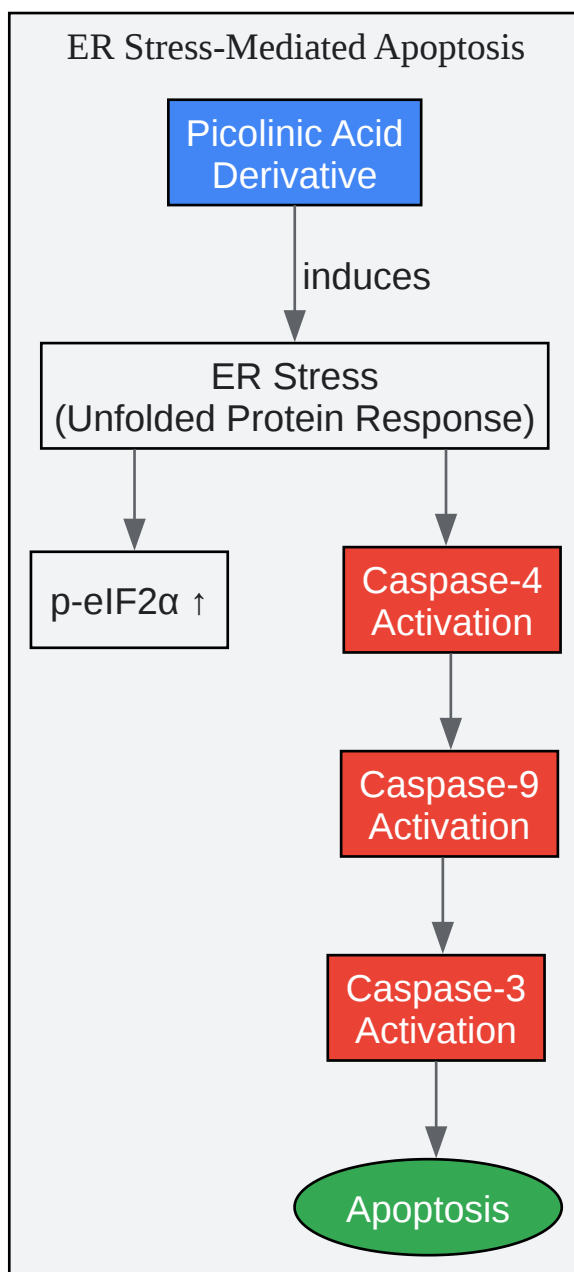 ER Stress-Mediated Apoptosis
Picolinic Acid
Derivative
induces
ER Stress
(Unfolded Protein Response)
p-eIF2α ↑
Caspase-4
Activation
Caspase-9
Activation
Caspase-3
Activation
Apoptosis